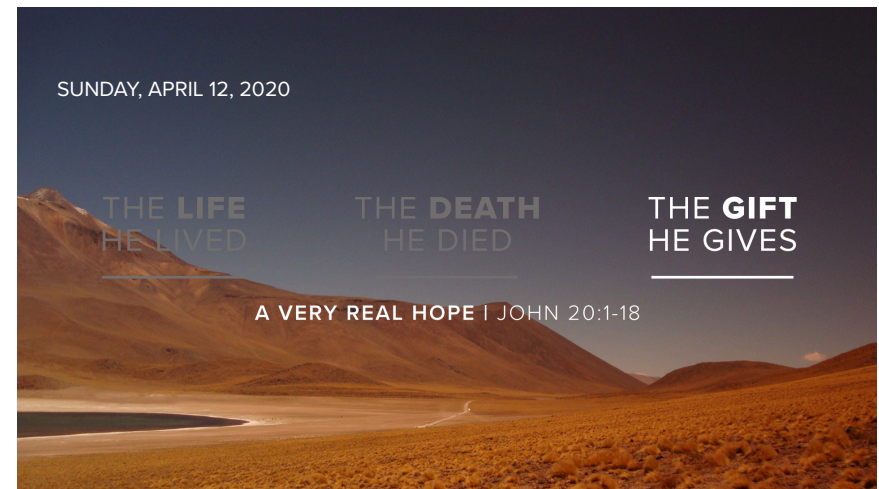 SUNDAY, APRIL 12, 2020
THE LIFE
HE LIVED
THE DEATH
HE DIED
THE GIFT
HE GIVES
A VERY REAL HOPE | JOHN 20:1-18